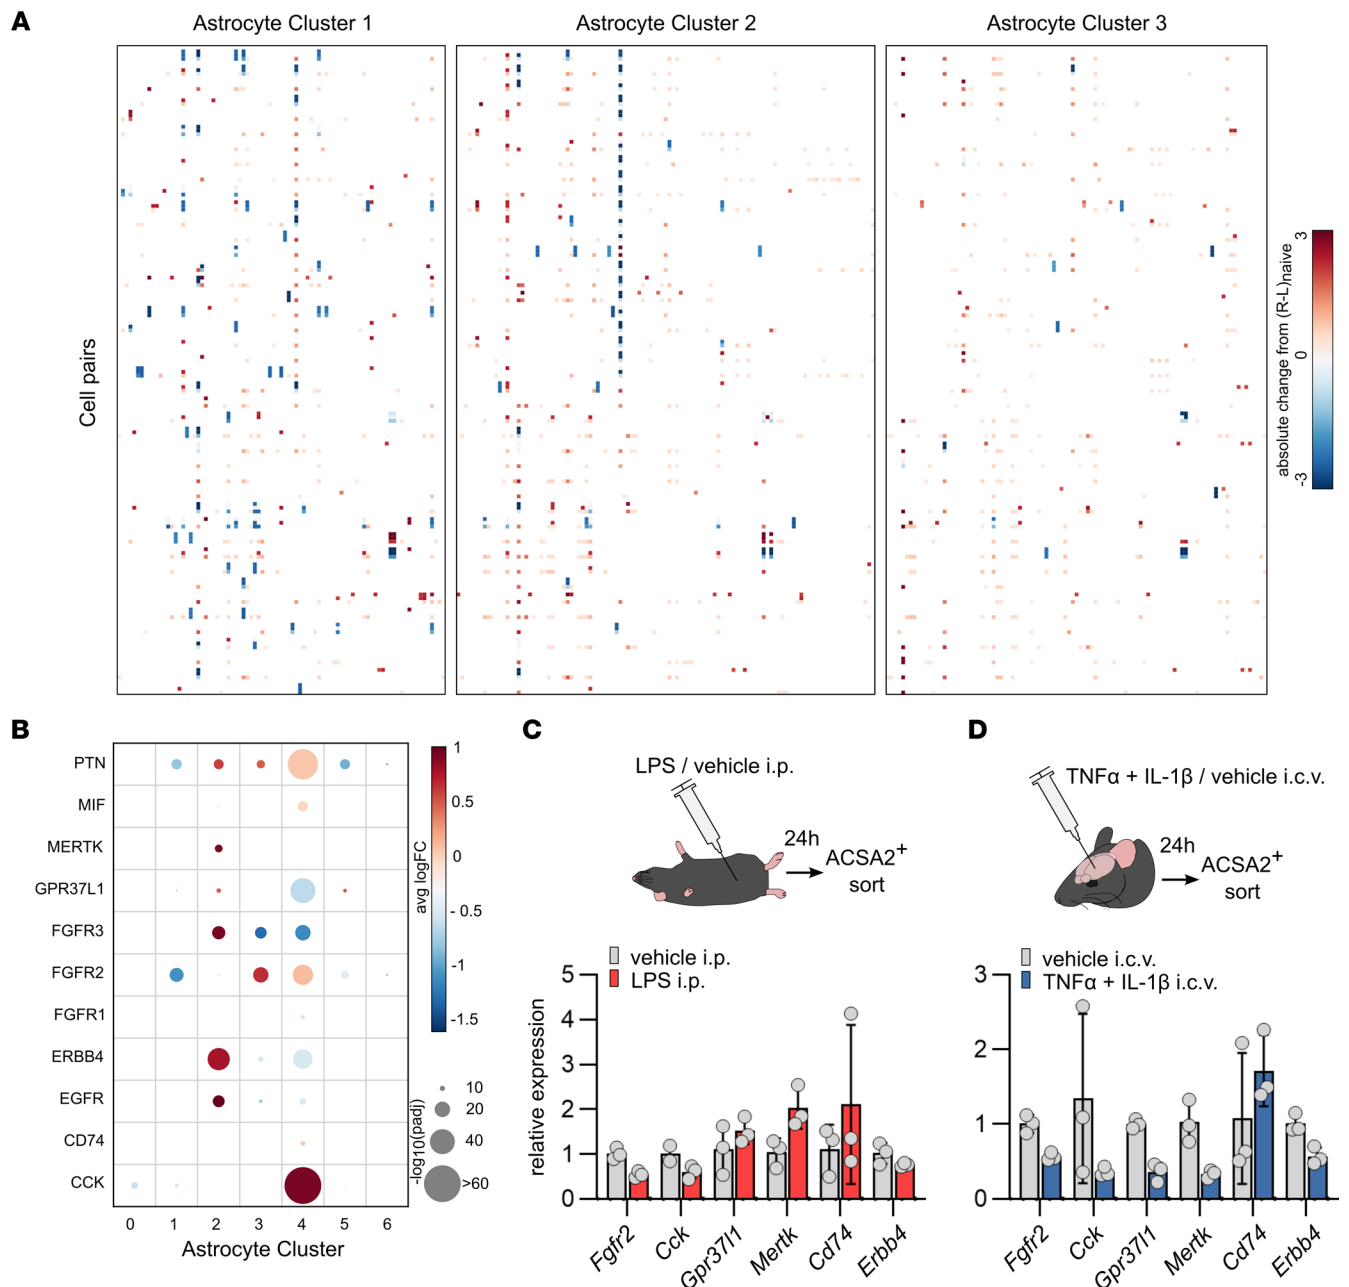 A
Astrocyte Cluster 1
Astrocyte Cluster 2
Astrocyte Cluster 3
Cell pairs
absolute change from (R-L)naive
3
0
-3
B
PTN
MIF
MERTK
GPR37L1
FGFR3
FGFR2
FGFR1
ERBB4
EGFR
CD74
CCK
0 1 2 3 4 5 6
Astrocyte Cluster
1
0.5
0
- 0.5
-1
-1.5
avg logFC
-log10(padj)
10
20
40
>60
C
LPS / vehicle i.p.
24h
ACSA2+
sort
vehicle i.p.
LPS i.p.
relative expression
5
4
3
2
1
0
Fgfr2 Cck Gpr37l1 Mertk Cd74 Erbb4
D
TNFα + IL-1β / vehicle i.c.v.
24h
ACSA2+
sort
vehicle i.c.v.
TNFα + IL-1β i.c.v.
3
2
1
0
Fgfr2 Cck Gpr37l1 Mertk Cd74 Erbb4